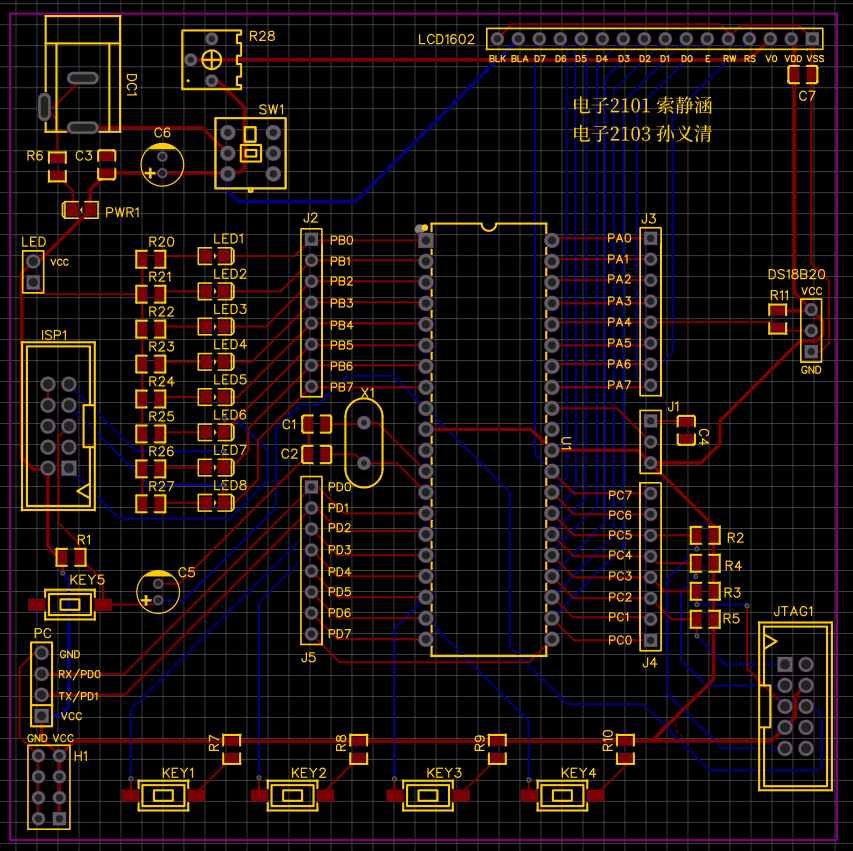 R28
LCD1602
BLK BLA D7 D6 D5 D4 D3 D2 D1 D0 E RW RS V0 VDD VSS
DC1
C7
SW1
电子2101 索静涵
电子2103 孙义清
C6
R6
C3
PWR1
J2
J3
LED
VCC
R20
LED1
PB0
PA0
R21
LED2
PB1
PA1
DS18B20
R22
LED3
PB2
PA2
VCC
R11
R23
LED4
PB3
PA3
ISP1
R24
LED5
PB4
PA4
R25
LED6
PB5
PA5
R26
LED7
PB6
PA6
GND
R27
LED8
PB7
PA7
X1
J1
C1
C4
U1
C2
PD0
PC7
PD1
PC6
PD2
PC5
R2
PD3
PC4
R4
PD4
PC3
R3
PD5
PC2
R5
PD6
PC1
PD7
PC0
J5
J4
R1
KEY5
C5
JTAG1
PC
GND
RX/PD0
TX/PD1
VCC
GND VCC
H1
R7
R8
R9
R10
KEY1
KEY2
KEY3
KEY4